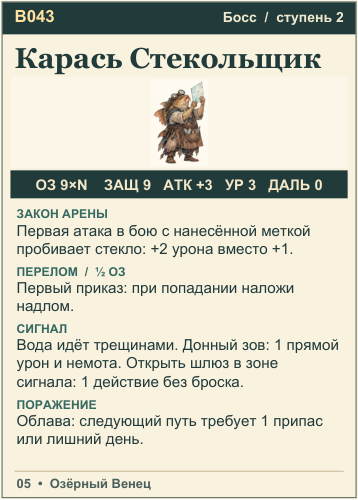 B043
Босс / ступень 2
Карась Стекольщик
ОЗ 9×N ЗАЩ 9 АТК +3 УР 3 ДАЛЬ 0
ЗАКОН АРЕНЫ
Первая атака в бою с нанесённой меткой
пробивает стекло: +2 урона вместо +1.
ПЕРЕЛОМ / ½ ОЗ
Первый приказ: при попадании наложи
надлом.
СИГНАЛ
Вода идёт трещинами. Донный зов: 1 прямой
урон и немота. Открыть шлюз в зоне
сигнала: 1 действие без броска.
ПОРАЖЕНИЕ
Облава: следующий путь требует 1 припас
или лишний день.
05 • Озёрный Венец